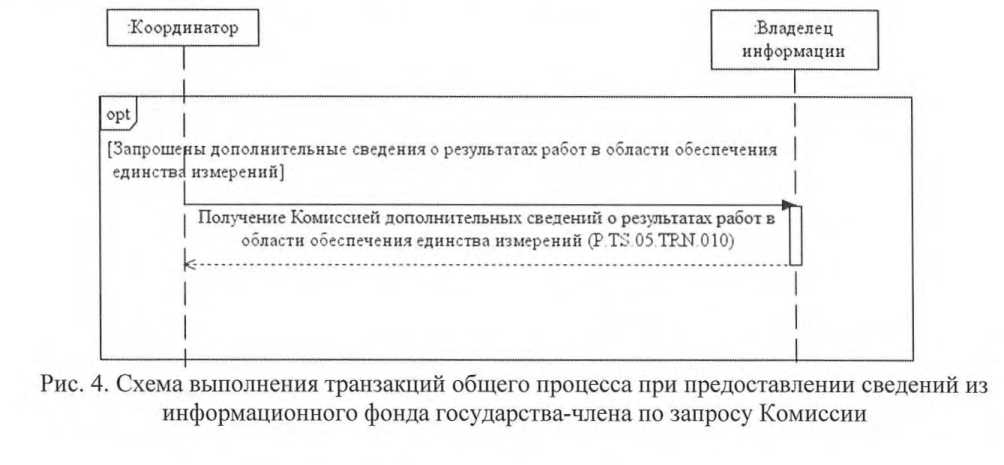 :Координатор
:Владелец
информации
opt
[Запрошены дополнительные сведения о результатах работ в области обеспечения
единства измерений]
Получение Комиссией дополнительных сведений о результатах работ в
области обеспечения единства измерений (P.TS.05.TRN.010)
Рис. 4. Схема выполнения транзакций общего процесса при предоставлении сведений из
информационного фонда государства-члена по запросу Комиссии